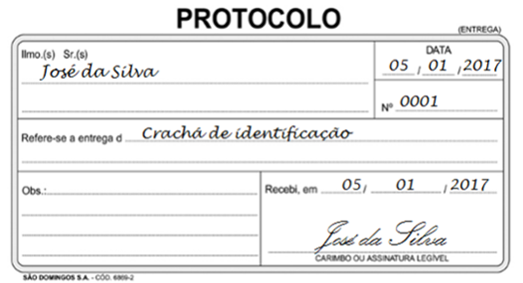 PROTOCOLO
(ENTREGA)
Ilmo.(s) Sr.(s)
José da Silva
DATA
05 / 01 / 2017
Nº 0001
Refere-se a entrega d Crachá de identificação
Obs.:
Recebi, em 05/ 01 / 2017
José da Silva
CARIMBO OU ASSINATURA LEGÍVEL
SÃO DOMINGOS S.A. - CÓD. 6869-2